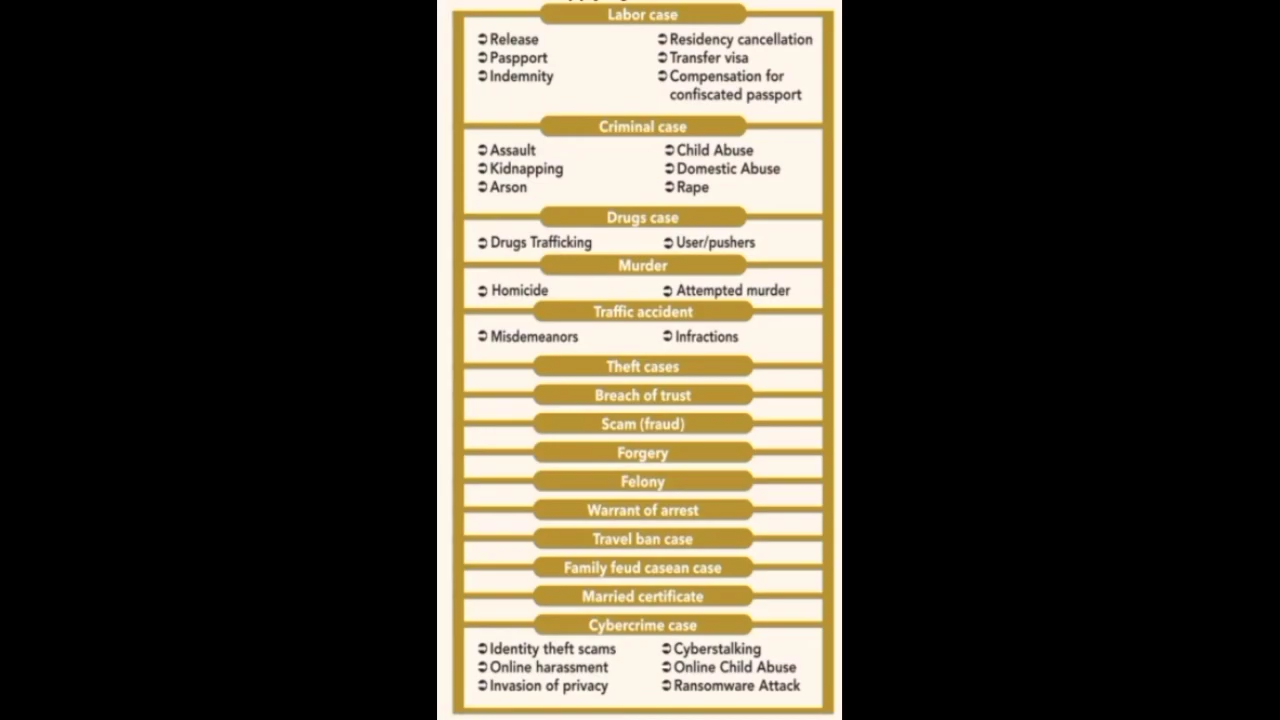 Labor case
Release
Residency cancellation
Paspport
Transfer visa
Indemnity
Compensation for
confiscated passport
Criminal case
Assault
Child Abuse
Kidnapping
Domestic Abuse
Arson
Rape
Drugs case
Drugs Trafficking
User/pushers
Murder
Homicide
Attempted murder
Traffic accident
Misdemeanors
Infractions
Theft cases
Breach of trust
Scam (fraud)
Forgery
Felony
Warrant of arrest
Travel ban case
Family feud casean case
Married certificate
Cybercrime case
Identity theft scams
Cyberstalking
Online harassment
Online Child Abuse
Invasion of privacy
Ransomware Attack